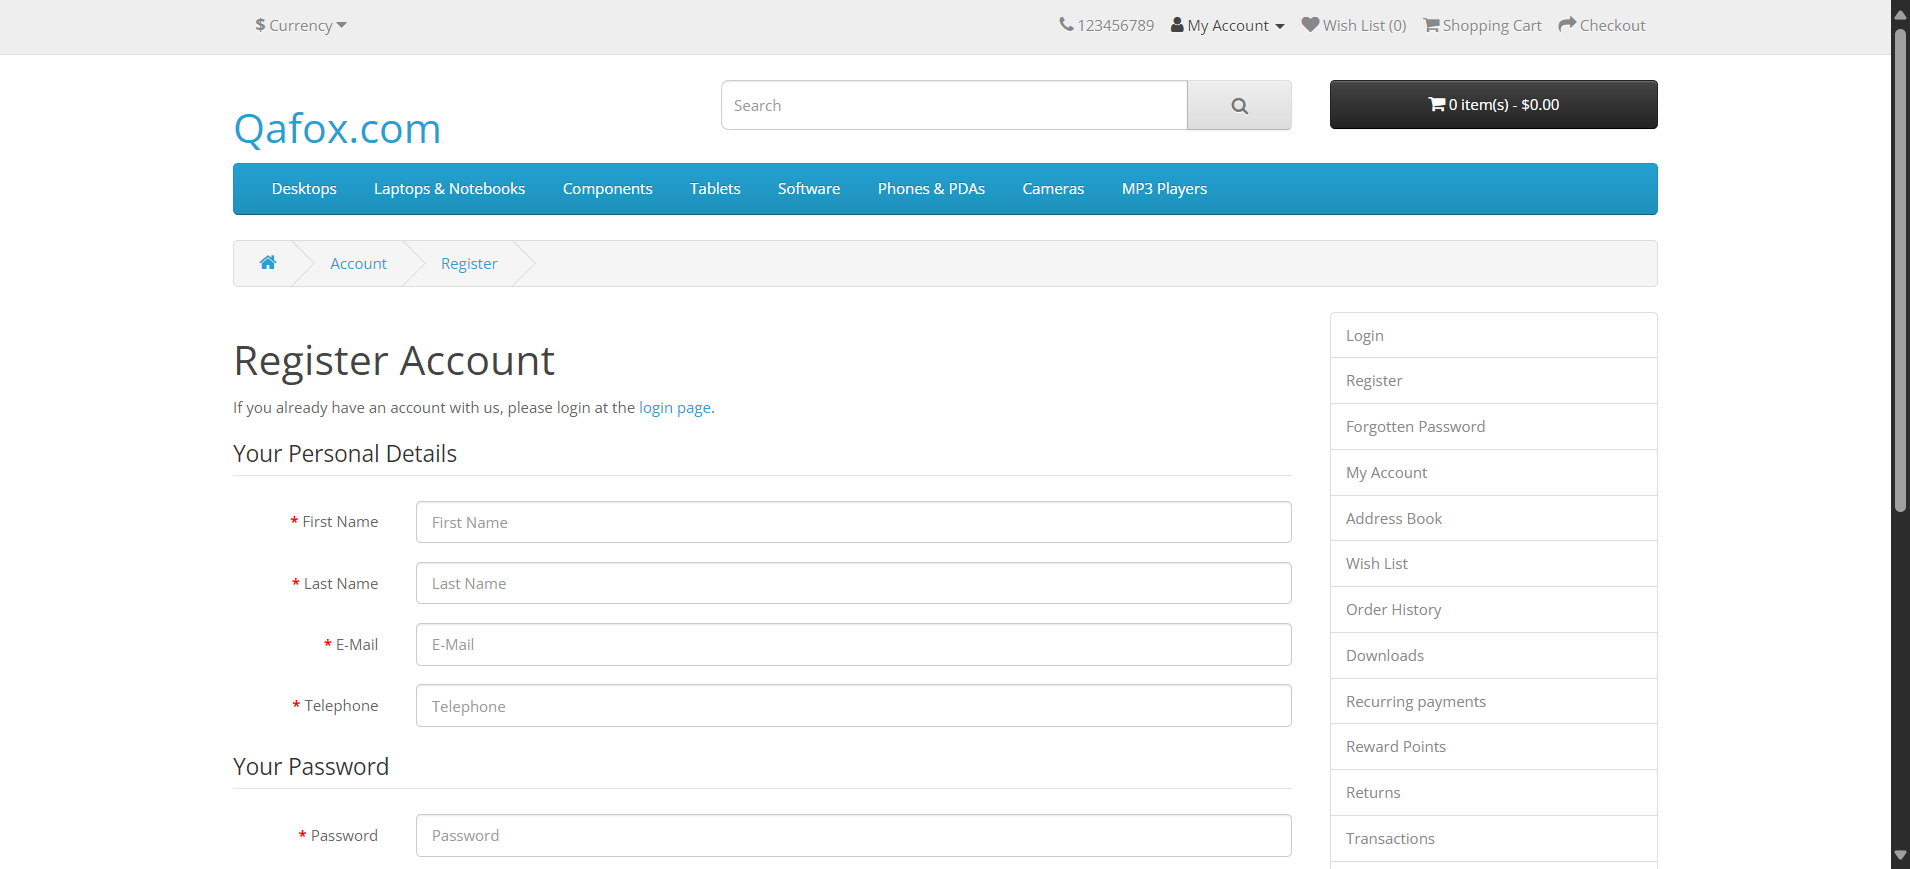 $ Currency
123456789 My Account Wish List (0) Shopping Cart Checkout
Qafox.com
Search
0 item(s) - $0.00
Desktops Laptops & Notebooks Components Tablets Software Phones & PDAs Cameras MP3 Players
Account Register
Register Account
If you already have an account with us, please login at the login page.
Your Personal Details
* First Name First Name
* Last Name Last Name
* E-Mail E-Mail
* Telephone Telephone
Your Password
* Password Password
Login
Register
Forgotten Password
My Account
Address Book
Wish List
Order History
Downloads
Recurring payments
Reward Points
Returns
Transactions